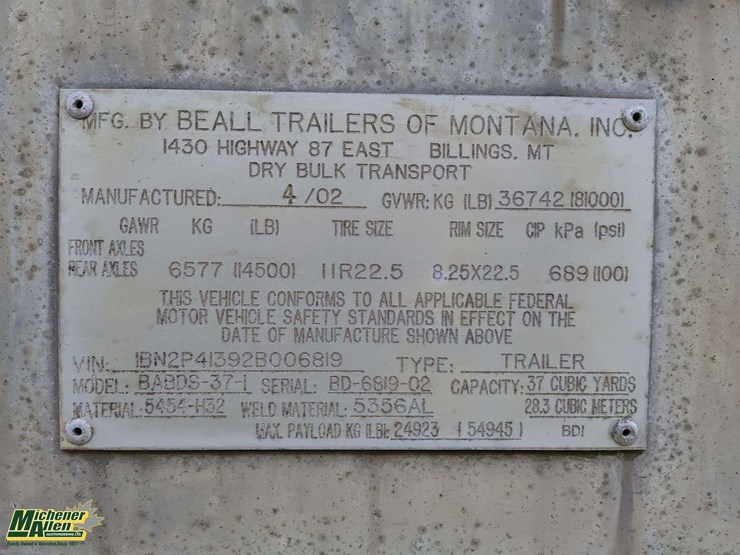 MFG. BY BEALL TRAILERS OF MONTANA, INC.
1430 HIGHWAY 87 EAST BILLINGS, MT
DRY BULK TRANSPORT
MANUFACTURED: 4/02 GVWR: KG (LB) 36742 (81000)
GAWR KG (LB) TIRE SIZE RIM SIZE CIP kPa (psi)
FRONT AXLES
REAR AXLES 6577 (14500) 11R22.5 8.25X22.5 689 (100)
THIS VEHICLE CONFORMS TO ALL APPLICABLE FEDERAL
MOTOR VEHICLE SAFETY STANDARDS IN EFFECT ON THE
DATE OF MANUFACTURE SHOWN ABOVE
VIN: 1BN2P41392B006819 TYPE: TRAILER
MODEL: BABDS-37-1 SERIAL: BD-6819-02 CAPACITY: 37 CUBIC YARDS
MATERIAL: 5454-H32 WELD MATERIAL: 5356AL 28.3 CUBIC METERS
MAX. PAYLOAD KG (LB): 24923 (54945) BDI
Michener
Allen
AUCTIONEERING LTD.